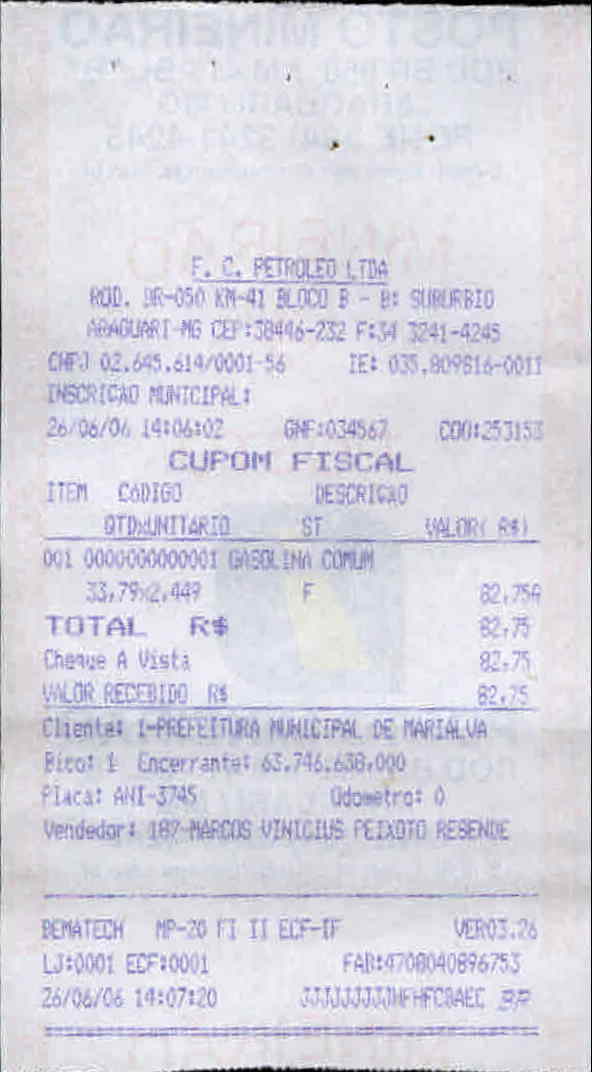 F. C. PETROLEO LTDA
ROD. BR-050 KM-41 BLOCO B - B: SUBURBIO
ARAGUARI-MG CEP:38446-232 F:34 3241-4245
CNPJ 02.645.614/0001-56 IE: 035.809816-0011
INSCRICAO MUNICIPAL:
26/06/06 14:06:02 GNF:034567 COO:253153
CUPOM FISCAL
ITEM CóDIGO DESCRICAO
QTDxUNITARIO ST VALOR( R$)
001 0000000000001 GASOLINA COMUM
33,79x2,449 F 82,75A
TOTAL R$ 82,75
Cheque A Vista 82,75
VALOR RECEBIDO R$ 82,75
Cliente: 1-PREFEITURA MUNICIPAL DE MARIALVA
Bico: 1 Encerrante: 63.746.638,000
Placa: ANI-3745 Odometro: 0
Vendedor: 187-MARCOS VINICIUS PEIXOTO RESENDE
BEMATECH MP-20 FI II ECF-IF VER03.26
LJ:0001 ECF:0001 FAB:4708040896753
26/06/06 14:07:20 BR